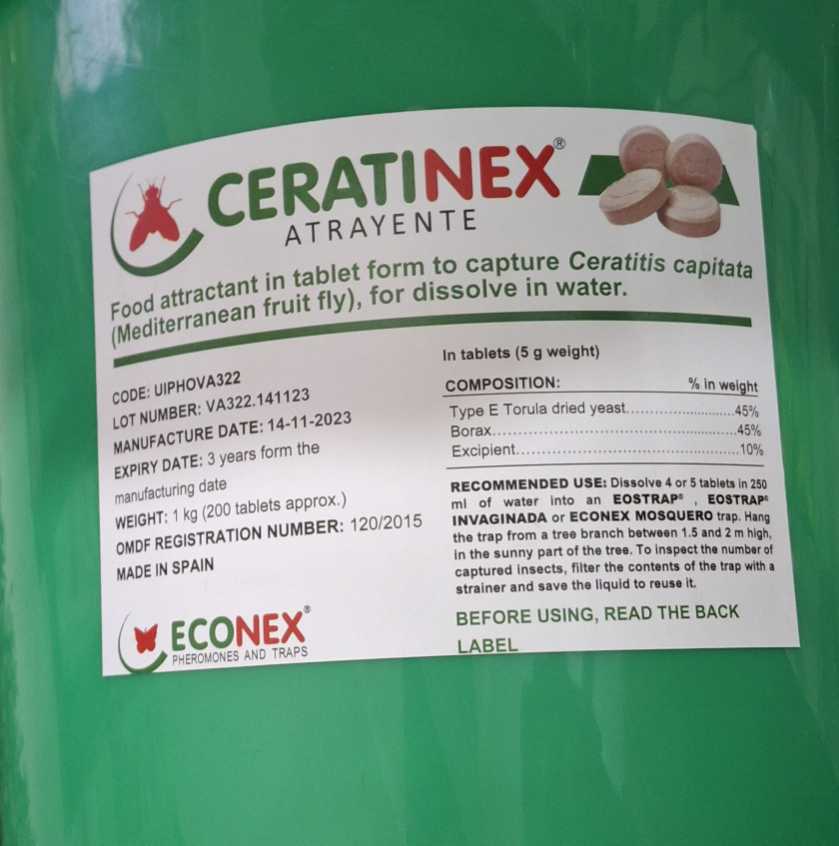 CERATINEX®
ATRAYENTE
Food attractant in tablet form to capture Ceratitis capitata
(Mediterranean fruit fly), for dissolve in water.
CODE: UIPHOVA322
LOT NUMBER: VA322.141123
MANUFACTURE DATE: 14-11-2023
EXPIRY DATE: 3 years form the
manufacturing date
WEIGHT: 1 kg (200 tablets approx.)
OMDF REGISTRATION NUMBER: 120/2015
MADE IN SPAIN
ECONEX®
PHEROMONES AND TRAPS
In tablets (5 g weight)
COMPOSITION: % in weight
Type E Torula dried yeast..........................45%
Borax..................................................45%
Excipient..............................................10%
RECOMMENDED USE: Dissolve 4 or 5 tablets in 250
ml of water into an EOSTRAP® , EOSTRAP®
INVAGINADA or ECONEX MOSQUERO trap. Hang
the trap from a tree branch between 1.5 and 2 m high,
in the sunny part of the tree. To inspect the number of
captured insects, filter the contents of the trap with a
strainer and save the liquid to reuse it.
BEFORE USING, READ THE BACK
LABEL